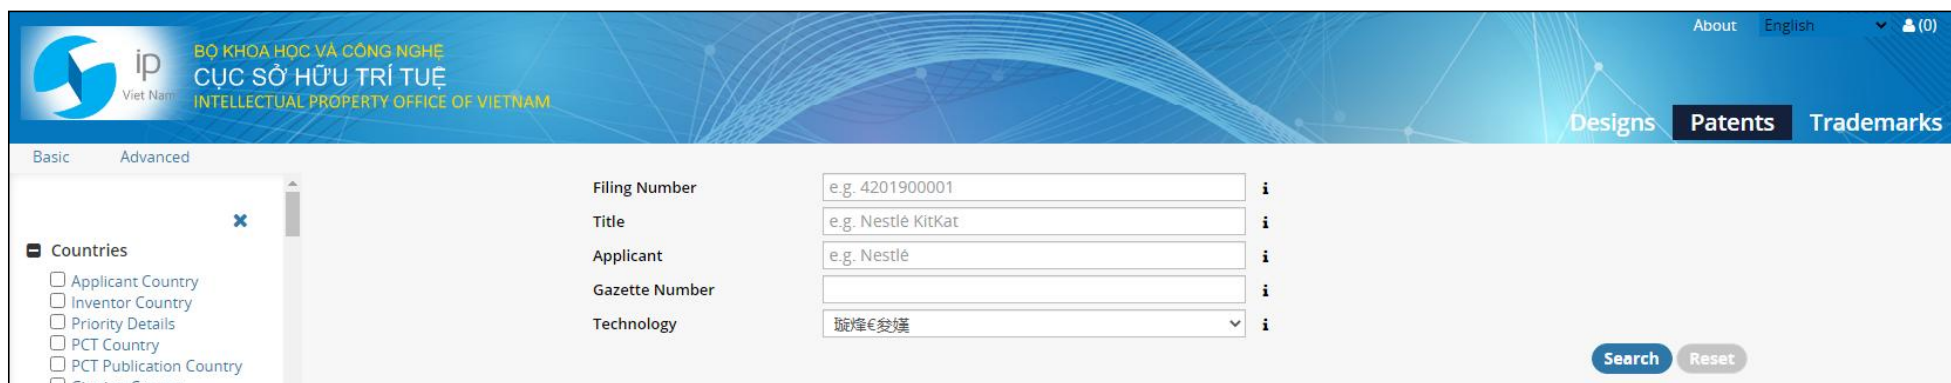 About English (0)
ip
Viet Nam
BỘ KHOA HỌC VÀ CÔNG NGHỆ
CỤC SỞ HỮU TRÍ TUỆ
INTELLECTUAL PROPERTY OFFICE OF VIETNAM
Designs Patents Trademarks
Basic Advanced
Filing Number e.g. 4201900001
Title e.g. Nestlé KitKat
Applicant e.g. Nestlé
Gazette Number
Technology
Countries
Applicant Country
Inventor Country
Priority Details
PCT Country
PCT Publication Country
Search Reset